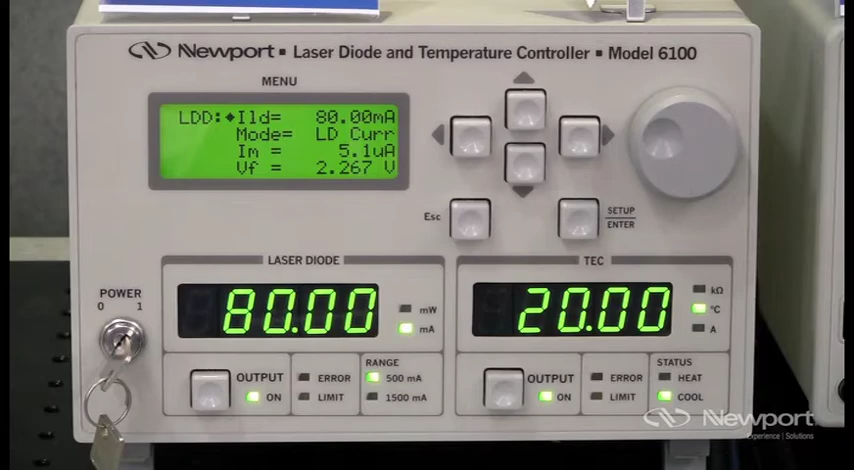 Newport ▪ Laser Diode and Temperature Controller ▪ Model 6100
MENU
LDD:◆Ild= 80.00mA
Mode= LD Curr
Im = 5.1uA
Vf = 2.267 V
Esc
SETUP
ENTER
POWER
0 1
LASER DIODE
80.00
mW
mA
OUTPUT
ON
ERROR
LIMIT
RANGE
500 mA
1500 mA
TEC
20.00
kΩ
°C
A
OUTPUT
ON
ERROR
LIMIT
STATUS
HEAT
COOL
Newport
Experience | Solutions